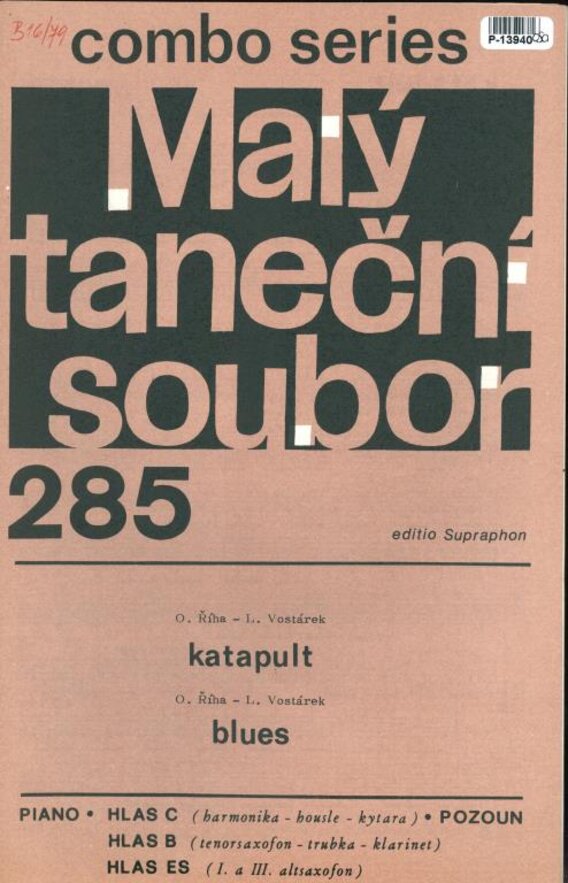 B16/79
combo series
P-13940
Malý
taneční
soubor
285
editio Supraphon
O. Říha - L. Vostárek
katapult
O. Říha - L. Vostárek
blues
PIANO • HLAS C (harmonika - housle - kytara) • POZOUN
HLAS B (tenorsaxofon - trubka - klarinet)
HLAS ES (I. a III. altsaxofon)